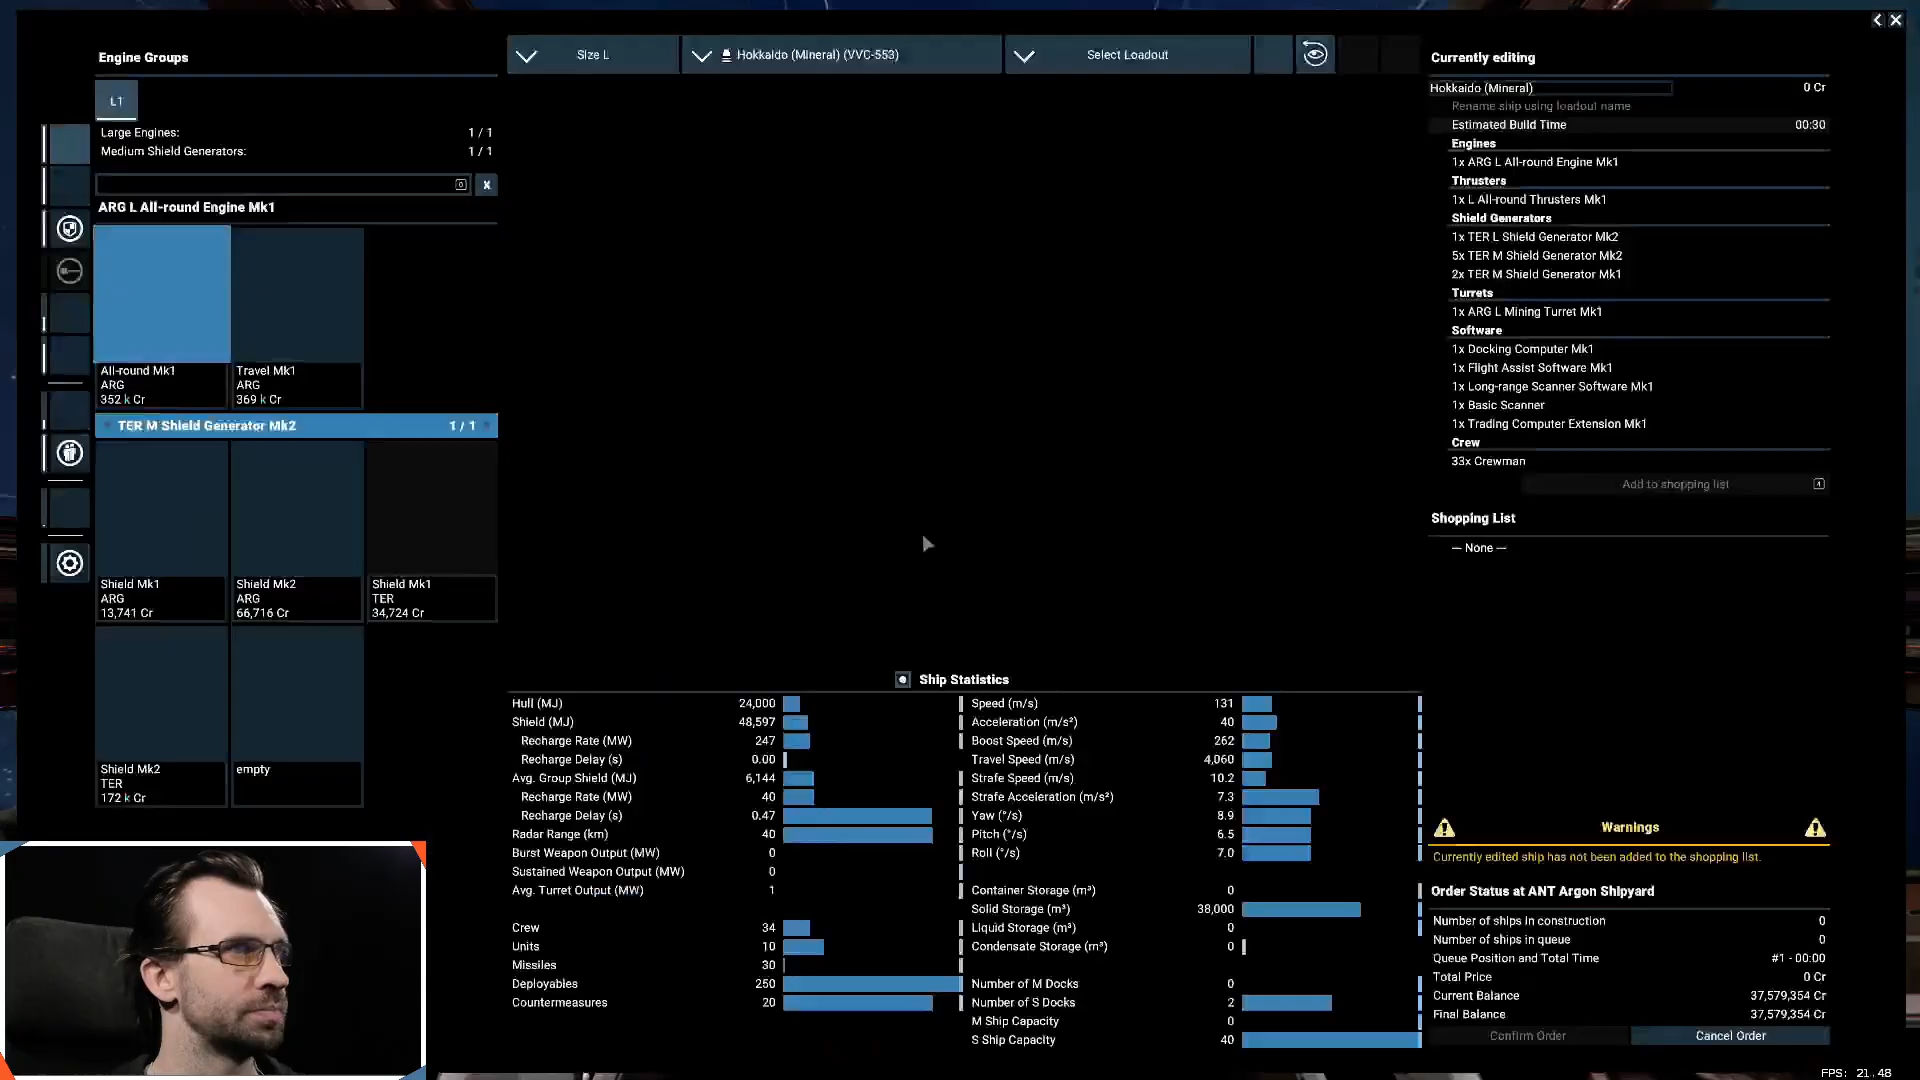 Engine Groups
L1
Large Engines: 1 / 1
Medium Shield Generators: 1 / 1
X
ARG L All-round Engine Mk1
All-round Mk1
ARG
352 k Cr
Travel Mk1
ARG
369 k Cr
TER M Shield Generator Mk2 1 / 1
Shield Mk1
ARG
13,741 Cr
Shield Mk2
ARG
66,716 Cr
Shield Mk1
TER
34,724 Cr
Shield Mk2
TER
172 k Cr
empty
Size L
Hokkaido (Mineral) (VVC-553)
Select Loadout
Ship Statistics
Hull (MJ) 24,000
Shield (MJ) 48,597
Recharge Rate (MW) 247
Recharge Delay (s) 0.00
Avg. Group Shield (MJ) 6,144
Recharge Rate (MW) 40
Recharge Delay (s) 0.47
Radar Range (km) 40
Burst Weapon Output (MW) 0
Sustained Weapon Output (MW) 0
Avg. Turret Output (MW) 1
Crew 34
Units 10
Missiles 30
Deployables 250
Countermeasures 20
Speed (m/s) 131
Acceleration (m/s²) 40
Boost Speed (m/s) 262
Travel Speed (m/s) 4,060
Strafe Speed (m/s) 10.2
Strafe Acceleration (m/s²) 7.3
Yaw (°/s) 8.9
Pitch (°/s) 6.5
Roll (°/s) 7.0
Container Storage (m³) 0
Solid Storage (m³) 38,000
Liquid Storage (m³) 0
Condensate Storage (m³) 0
Number of M Docks 0
Number of S Docks 2
M Ship Capacity 0
S Ship Capacity 40
Currently editing
Hokkaido (Mineral) 0 Cr
Rename ship using loadout name
Estimated Build Time 00:30
Engines
1x ARG L All-round Engine Mk1
Thrusters
1x L All-round Thrusters Mk1
Shield Generators
1x TER L Shield Generator Mk2
5x TER M Shield Generator Mk2
2x TER M Shield Generator Mk1
Turrets
1x ARG L Mining Turret Mk1
Software
1x Docking Computer Mk1
1x Flight Assist Software Mk1
1x Long-range Scanner Software Mk1
1x Basic Scanner
1x Trading Computer Extension Mk1
Crew
33x Crewman
Add to shopping list
Shopping List
— None —
Warnings
Currently edited ship has not been added to the shopping list.
Order Status at ANT Argon Shipyard
Number of ships in construction 0
Number of ships in queue 0
Queue Position and Total Time #1 - 00:00
Total Price 0 Cr
Current Balance 37,579,354 Cr
Final Balance 37,579,354 Cr
Confirm Order
Cancel Order
FPS: 21.48